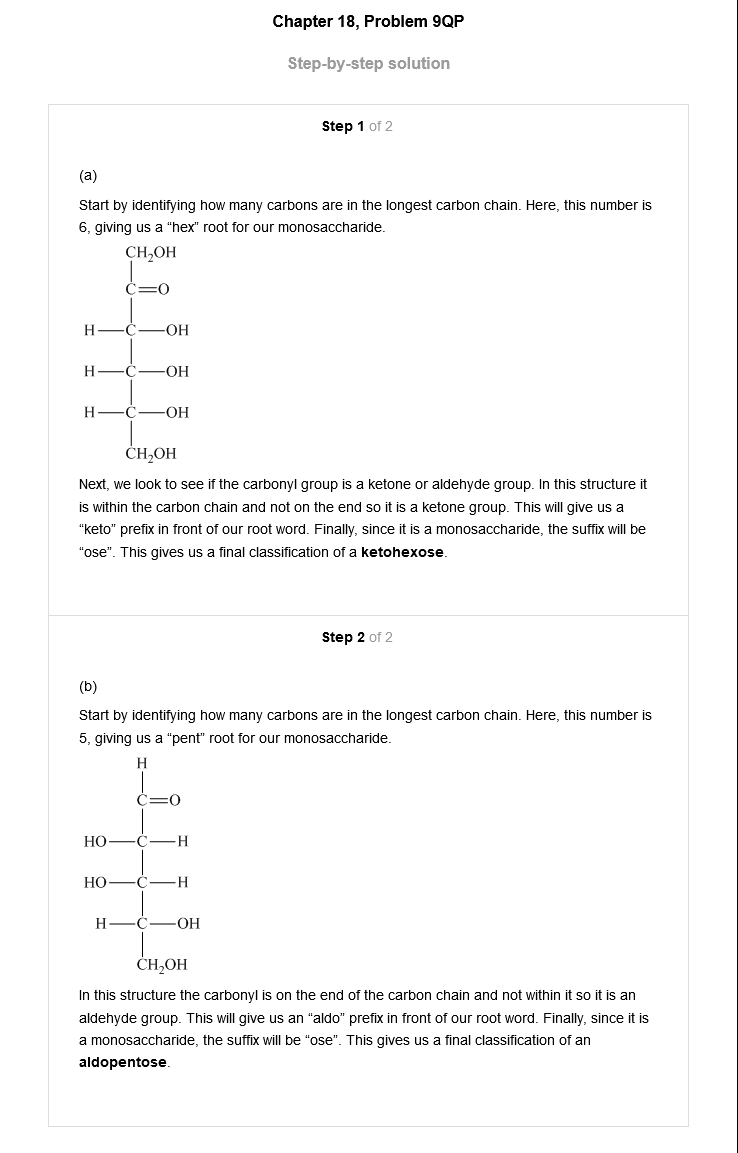 Chapter 18, Problem 9QP
Step-by-step solution
Step 1 of 2
(a)
Start by identifying how many carbons are in the longest carbon chain. Here, this number is
6, giving us a “hex” root for our monosaccharide.
CH₂OH
C=O
H—C—OH
H—C—OH
H—C—OH
CH₂OH
Next, we look to see if the carbonyl group is a ketone or aldehyde group. In this structure it
is within the carbon chain and not on the end so it is a ketone group. This will give us a
“keto” prefix in front of our root word. Finally, since it is a monosaccharide, the suffix will be
“ose”. This gives us a final classification of a ketohexose.
Step 2 of 2
(b)
Start by identifying how many carbons are in the longest carbon chain. Here, this number is
5, giving us a “pent” root for our monosaccharide.
H
C=O
HO—C—H
HO—C—H
H—C—OH
CH₂OH
In this structure the carbonyl is on the end of the carbon chain and not within it so it is an
aldehyde group. This will give us an “aldo” prefix in front of our root word. Finally, since it is
a monosaccharide, the suffix will be “ose”. This gives us a final classification of an
aldopentose.